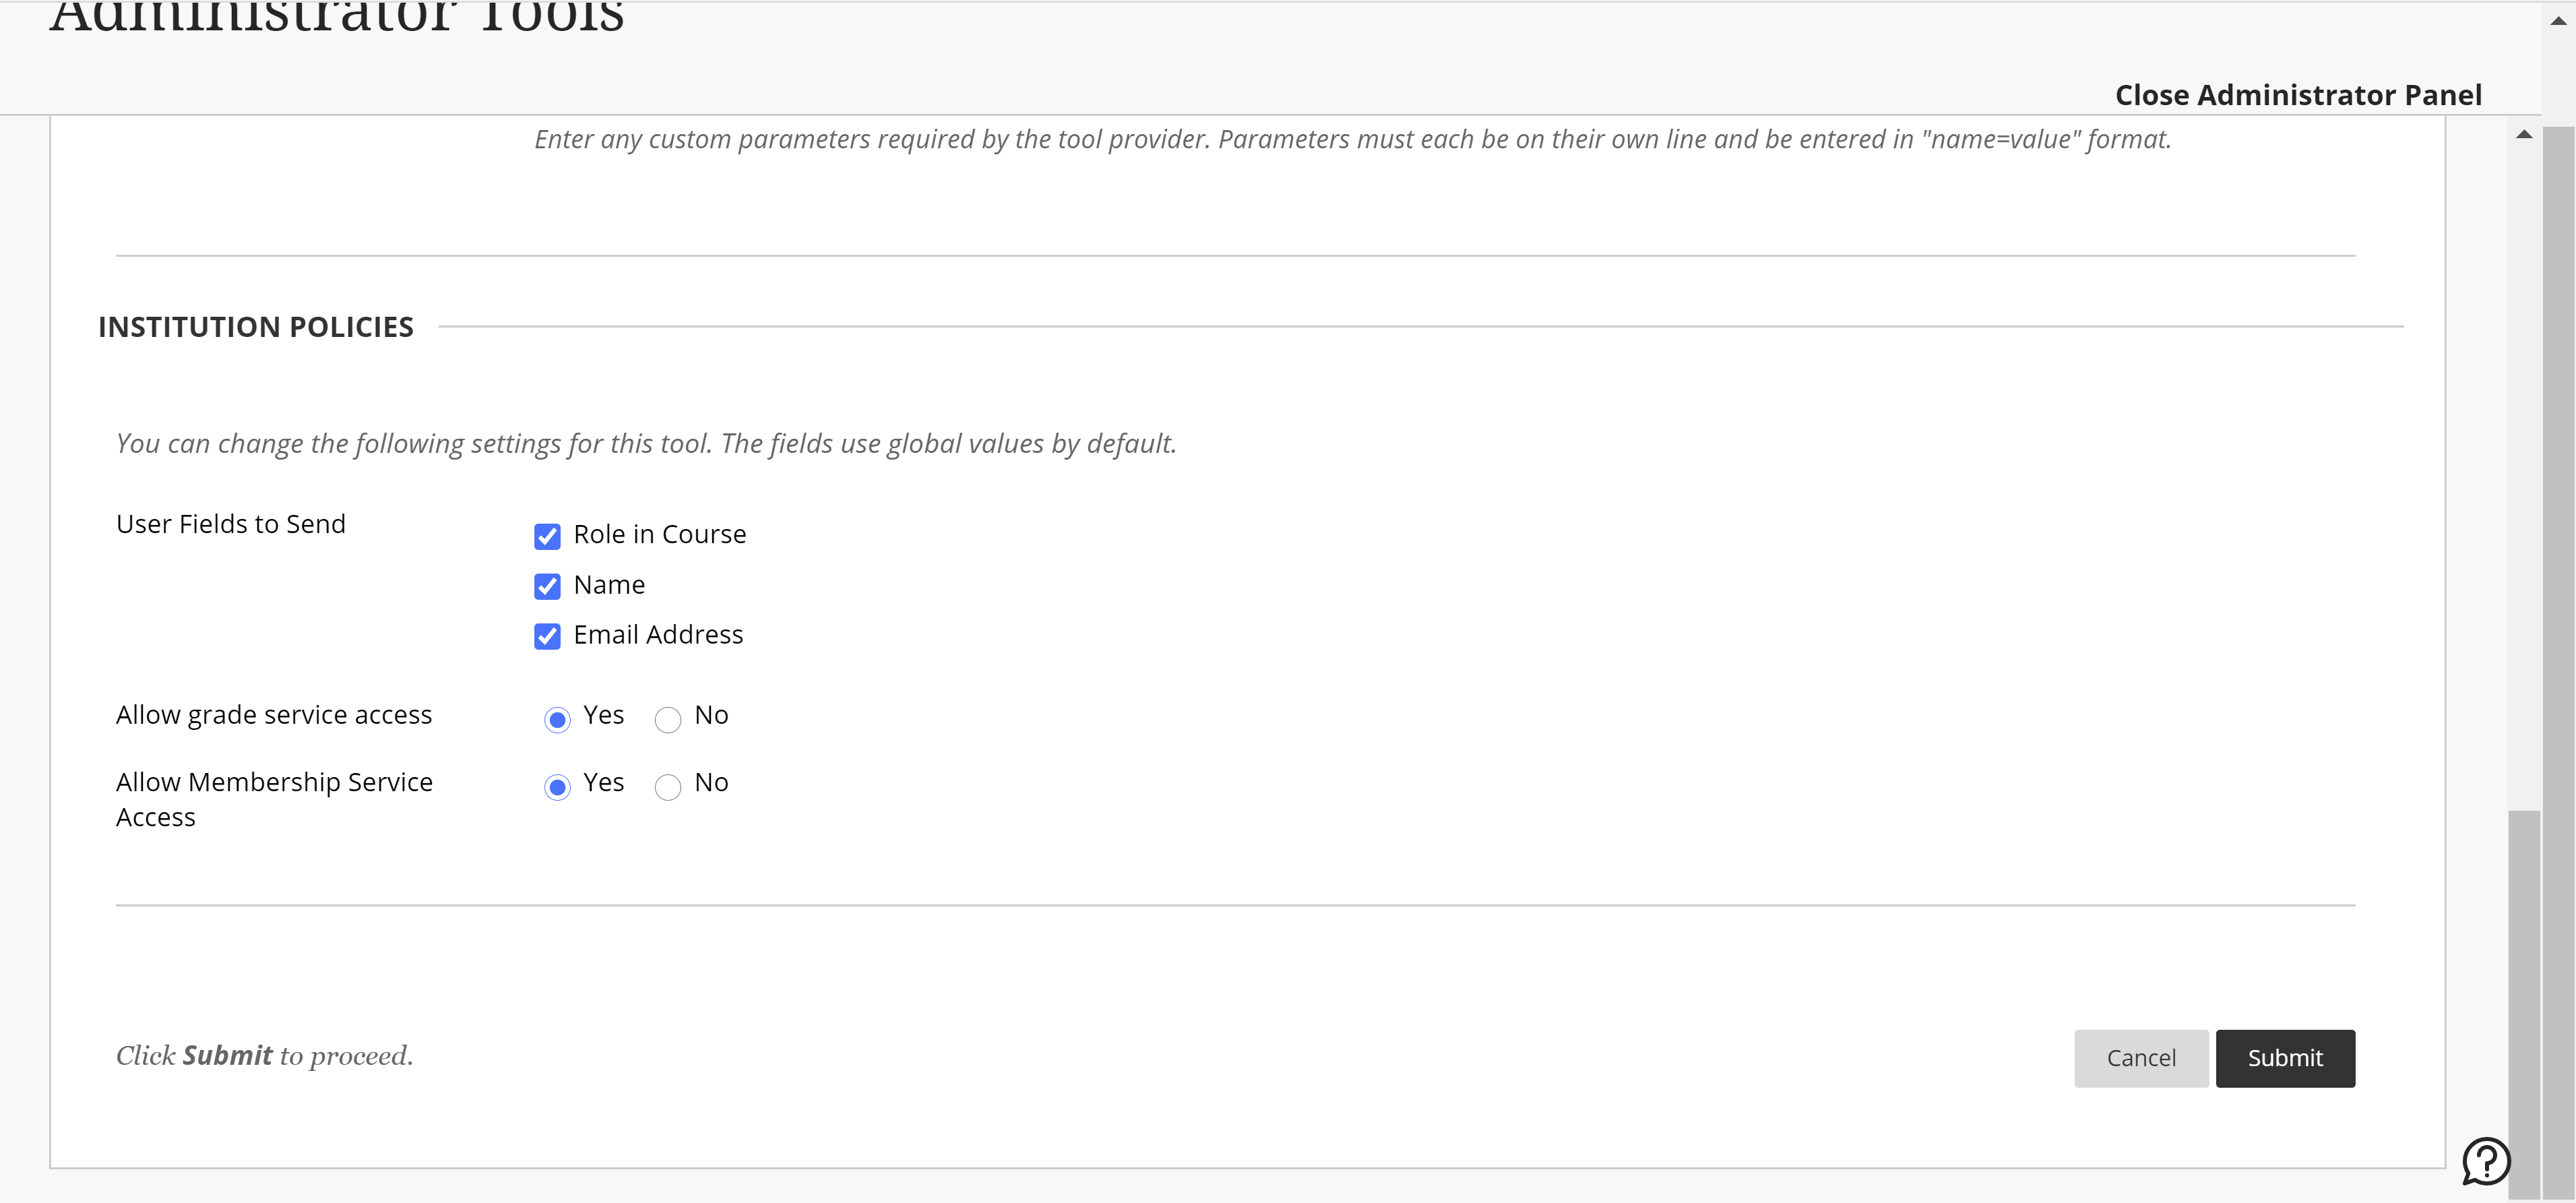 Administrator Tools
Close Administrator Panel
Enter any custom parameters required by the tool provider. Parameters must each be on their own line and be entered in "name=value" format.
INSTITUTION POLICIES
You can change the following settings for this tool. The fields use global values by default.
User Fields to Send
Role in Course
Name
Email Address
Allow grade service access
Yes No
Allow Membership Service
Access
Yes No
Click Submit to proceed.
Cancel Submit